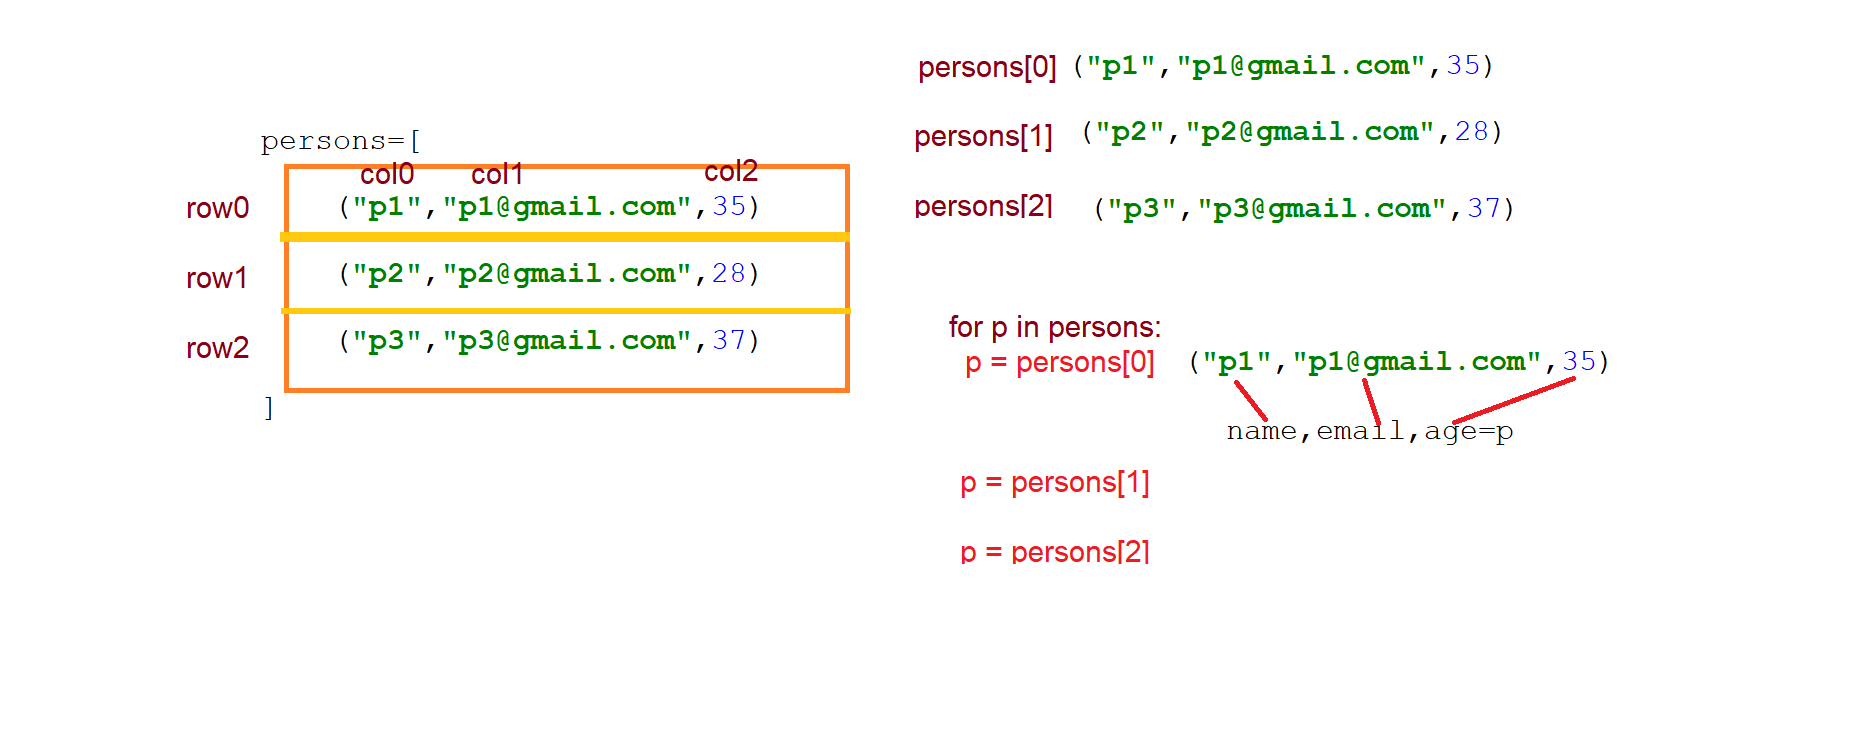 persons=[
col0 col1 col2
row0 ("p1","p1@gmail.com",35)
row1 ("p2","p2@gmail.com",28)
row2 ("p3","p3@gmail.com",37)
]
persons[0] ("p1","p1@gmail.com",35)
persons[1] ("p2","p2@gmail.com",28)
persons[2] ("p3","p3@gmail.com",37)
for p in persons:
p = persons[0] ("p1","p1@gmail.com",35)
name,email,age=p
p = persons[1]
p = persons[2]